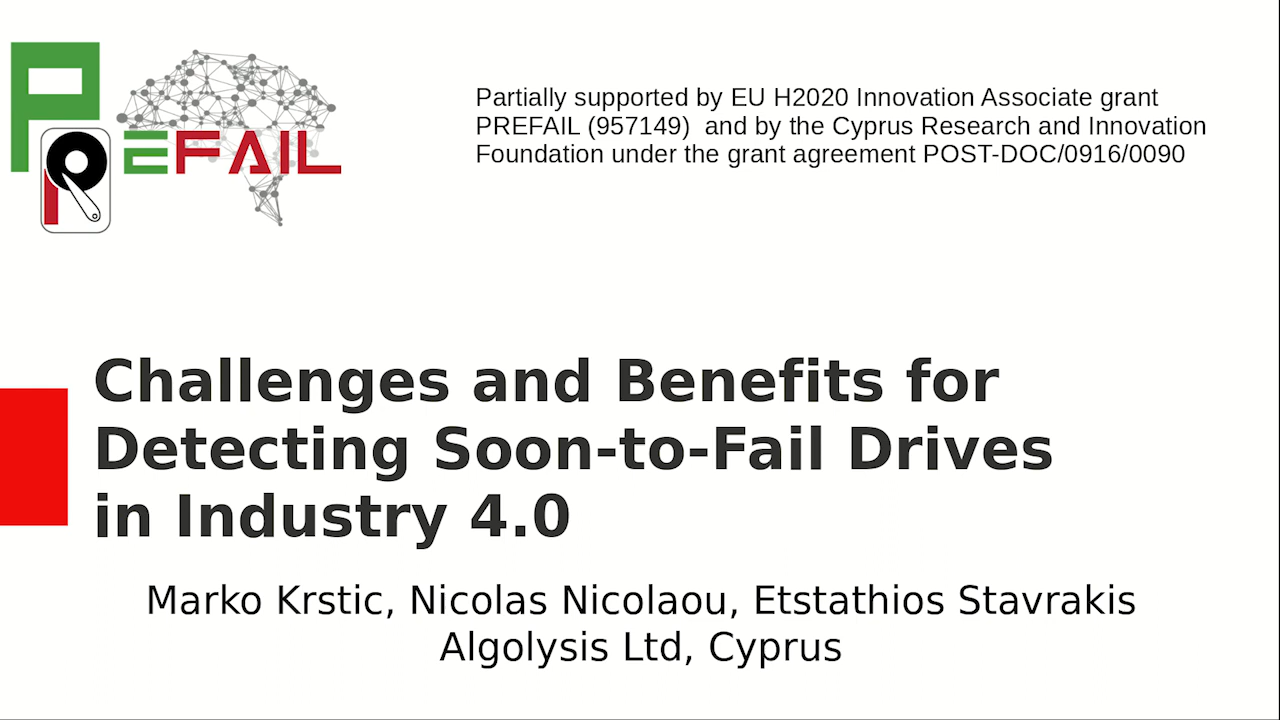 PREFAIL
Partially supported by EU H2020 Innovation Associate grant
PREFAIL (957149) and by the Cyprus Research and Innovation
Foundation under the grant agreement POST-DOC/0916/0090
Challenges and Benefits for
Detecting Soon-to-Fail Drives
in Industry 4.0
Marko Krstic, Nicolas Nicolaou, Etstathios Stavrakis
Algolysis Ltd, Cyprus